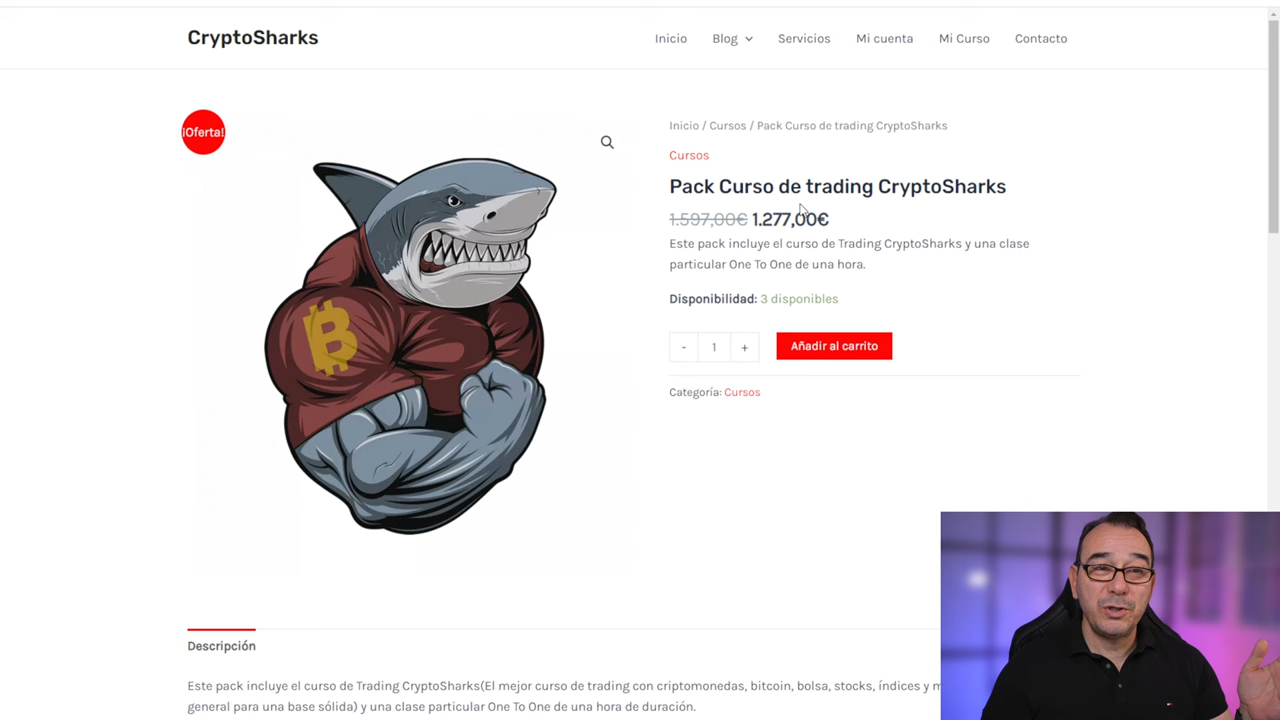 CryptoSharks
Inicio Blog Servicios Mi cuenta Mi Curso Contacto
¡Oferta!
Inicio / Cursos / Pack Curso de trading CryptoSharks
Cursos
Pack Curso de trading CryptoSharks
1.597,00€ 1.277,00€
Este pack incluye el curso de Trading CryptoSharks y una clase
particular One To One de una hora.
Disponibilidad: 3 disponibles
- 1 + Añadir al carrito
Categoría: Cursos
Descripción
Este pack incluye el curso de Trading CryptoSharks(El mejor curso de trading con criptomonedas, bitcoin, bolsa, stocks, índices y
general para una base sólida) y una clase particular One To One de una hora de duración.